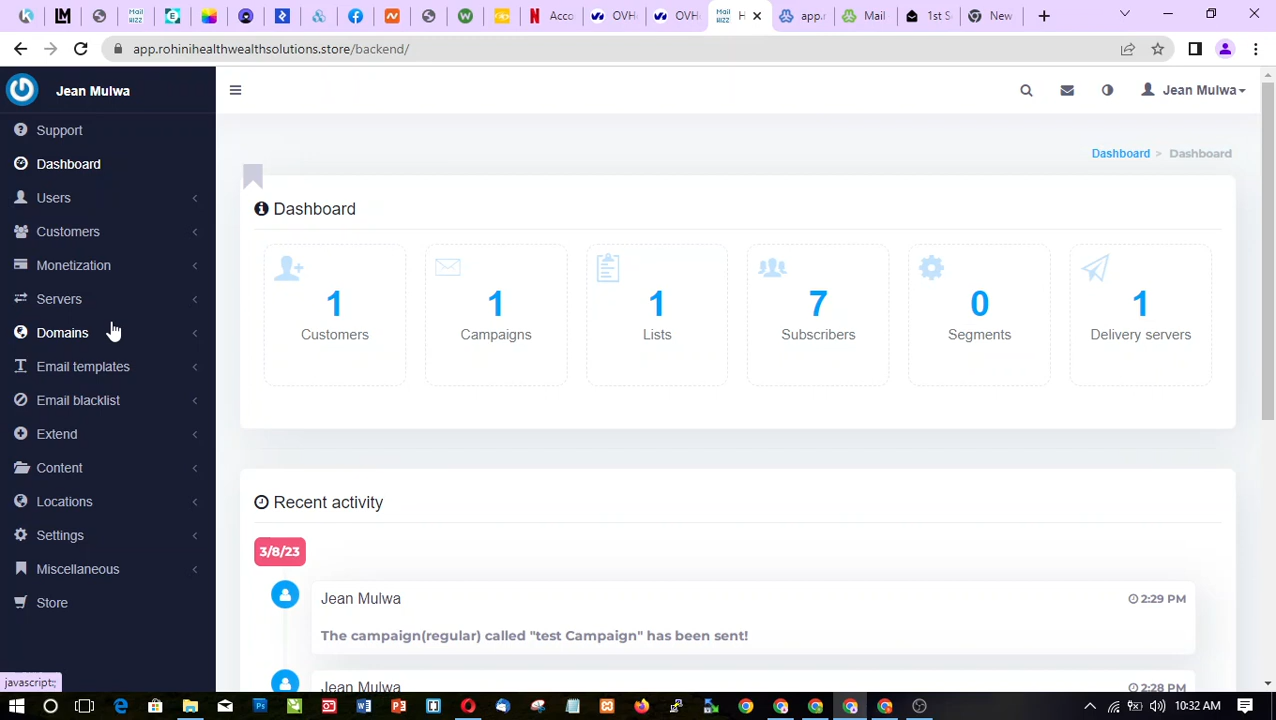 Acco
OVH
OVH
Mail
wizz
H
app.r
Mail
1st S
New
app.rohinihealthwealthsolutions.store/backend/
Jean Mulwa
Jean Mulwa
Support
Dashboard
Users
Customers
Monetization
Servers
Domains
Email templates
Email blacklist
Extend
Content
Locations
Settings
Miscellaneous
Store
Dashboard > Dashboard
Dashboard
1 1 1 7 0 1
Customers Campaigns Lists Subscribers Segments Delivery servers
Recent activity
3/8/23
Jean Mulwa 2:29 PM
The campaign(regular) called "test Campaign" has been sent!
Jean Mulwa 2:28 PM
javascript:;
10:32 AM